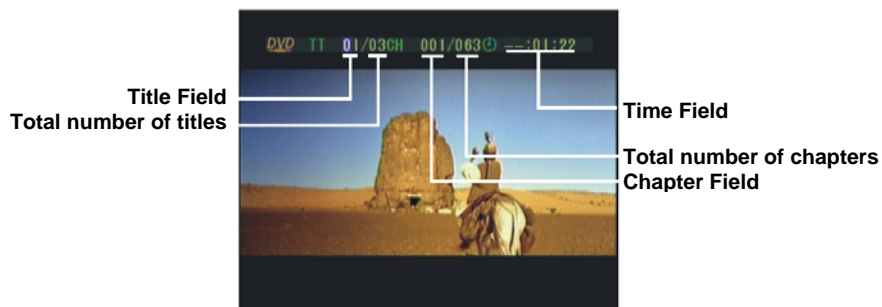 DVD TT 01/03CH 001/063 --:01:22
Title Field
Total number of titles
Time Field
Total number of chapters
Chapter Field